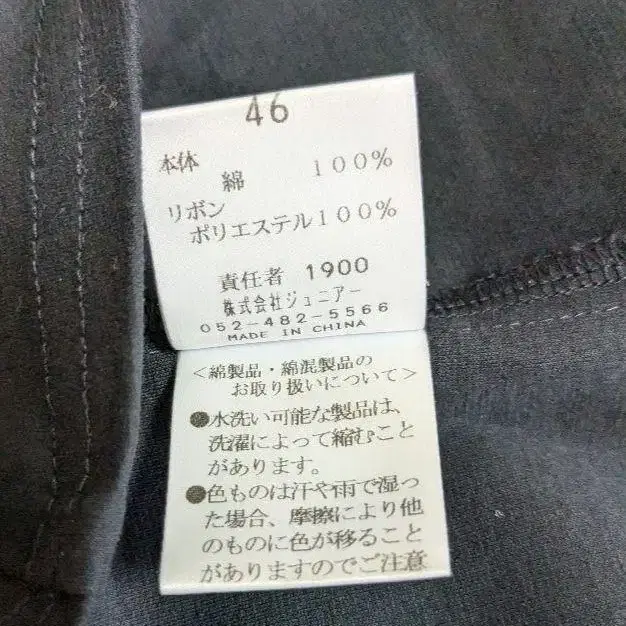 46
本体
綿 100%
リボン
ポリエステル100%
責任者 1900
株式会社ジュニアー
052-482-5566
MADE IN CHINA
<綿製品・綿混製品の
お取り扱いについて>
●水洗い可能な製品は、
洗濯によって縮むこと
があります。
●色ものは汗や雨で湿っ
た場合、摩擦により他
のものに色が移ること
がありますのでご注意